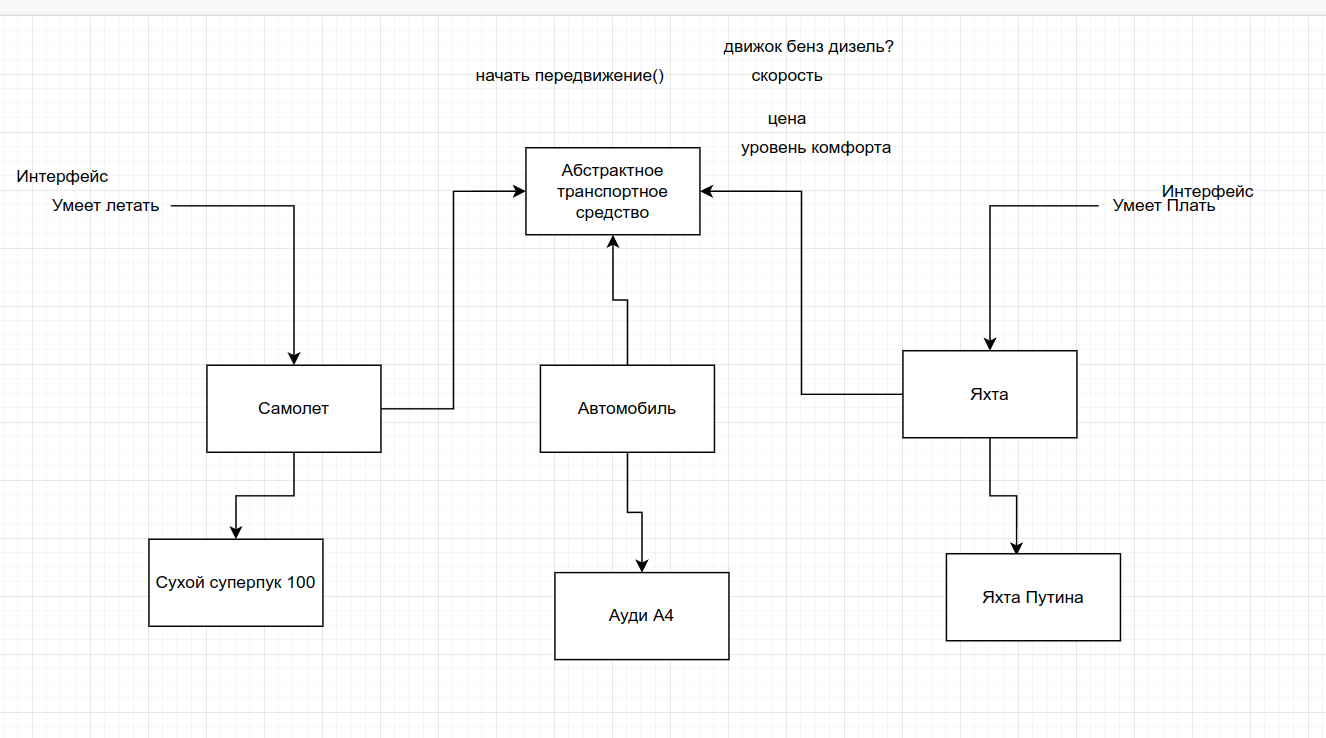 движок бенз дизель?
начать передвижение()
скорость
цена
уровень комфорта
Абстрактное
транспортное
средство
Интерфейс
Умеет летать
Интерфейс
Умеет Плать
Самолет
Автомобиль
Яхта
Сухой суперпук 100
Ауди А4
Яхта Путина